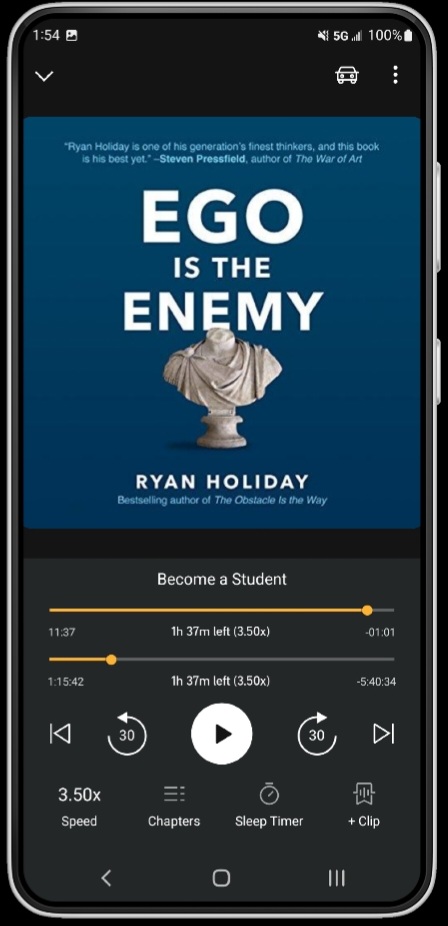 1:54 5G 100%
"Ryan Holiday is one of his generation's finest thinkers, and this book
is his best yet." –Steven Pressfield, author of The War of Art
EGO
IS THE
ENEMY
RYAN HOLIDAY
Bestselling author of The Obstacle Is the Way
Become a Student
11:37 1h 37m left (3.50x) -01:01
1:15:42 1h 37m left (3.50x) -5:40:34
30 30
3.50x
Speed Chapters Sleep Timer + Clip